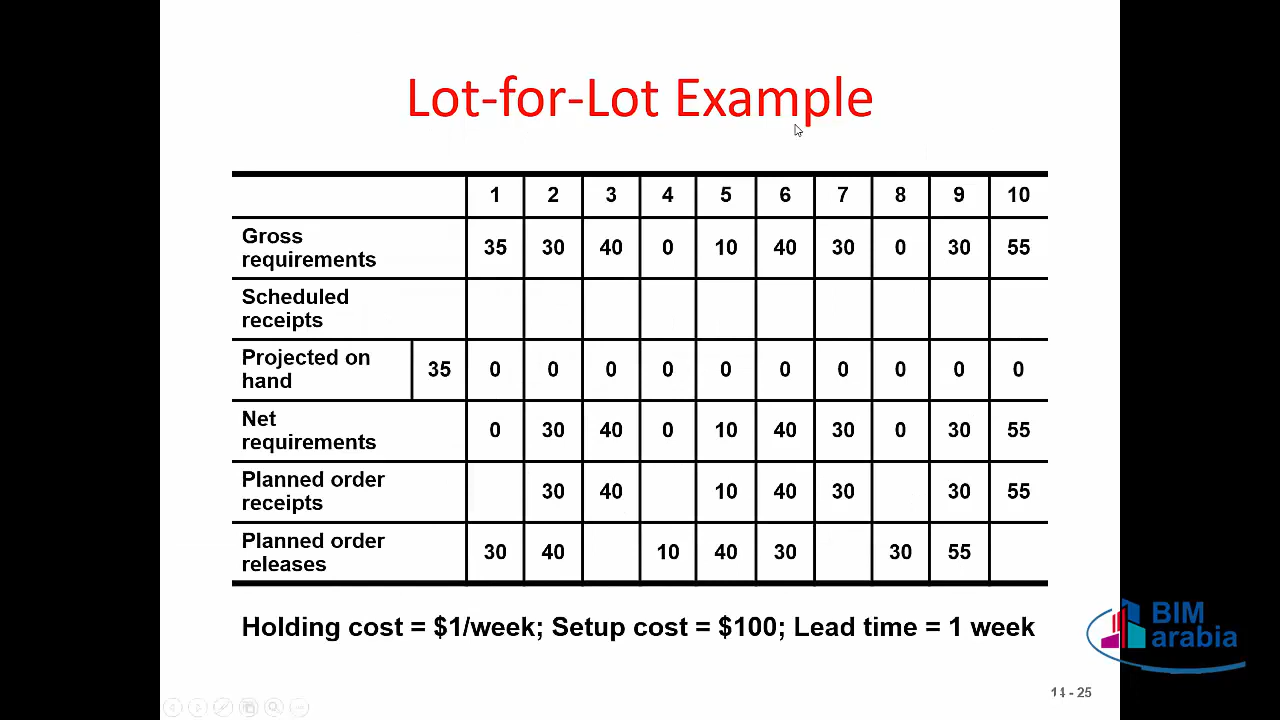 Lot-for-Lot Example
1 2 3 4 5 6 7 8 9 10
Gross
requirements 35 30 40 0 10 40 30 0 30 55
Scheduled
receipts
Projected on
hand 35 0 0 0 0 0 0 0 0 0 0
Net
requirements 0 30 40 0 10 40 30 0 30 55
Planned order
receipts 30 40 10 40 30 30 55
Planned order
releases 30 40 10 40 30 30 55
Holding cost = $1/week; Setup cost = $100; Lead time = 1 week
BIM
arabia
- 25